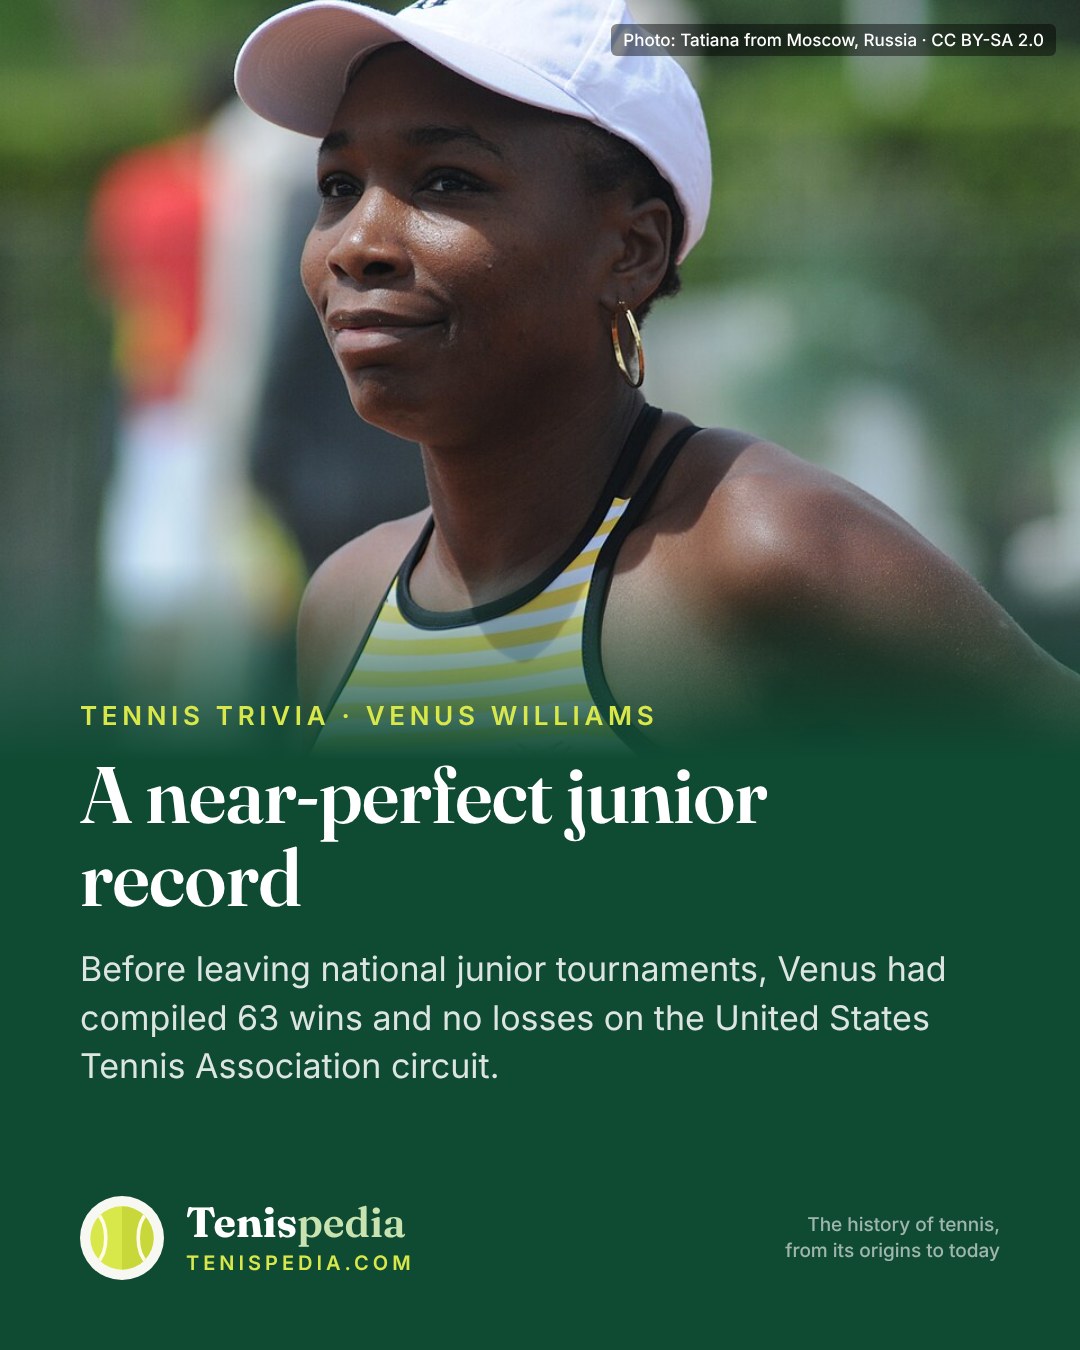 Photo: Tatiana from Moscow, Russia · CC BY-SA 2.0
TENNIS TRIVIA · VENUS WILLIAMS
A near-perfect junior
record
Before leaving national junior tournaments, Venus had
compiled 63 wins and no losses on the United States
Tennis Association circuit.
Tenispedia
TENISPEDIA.COM
The history of tennis,
from its origins to today